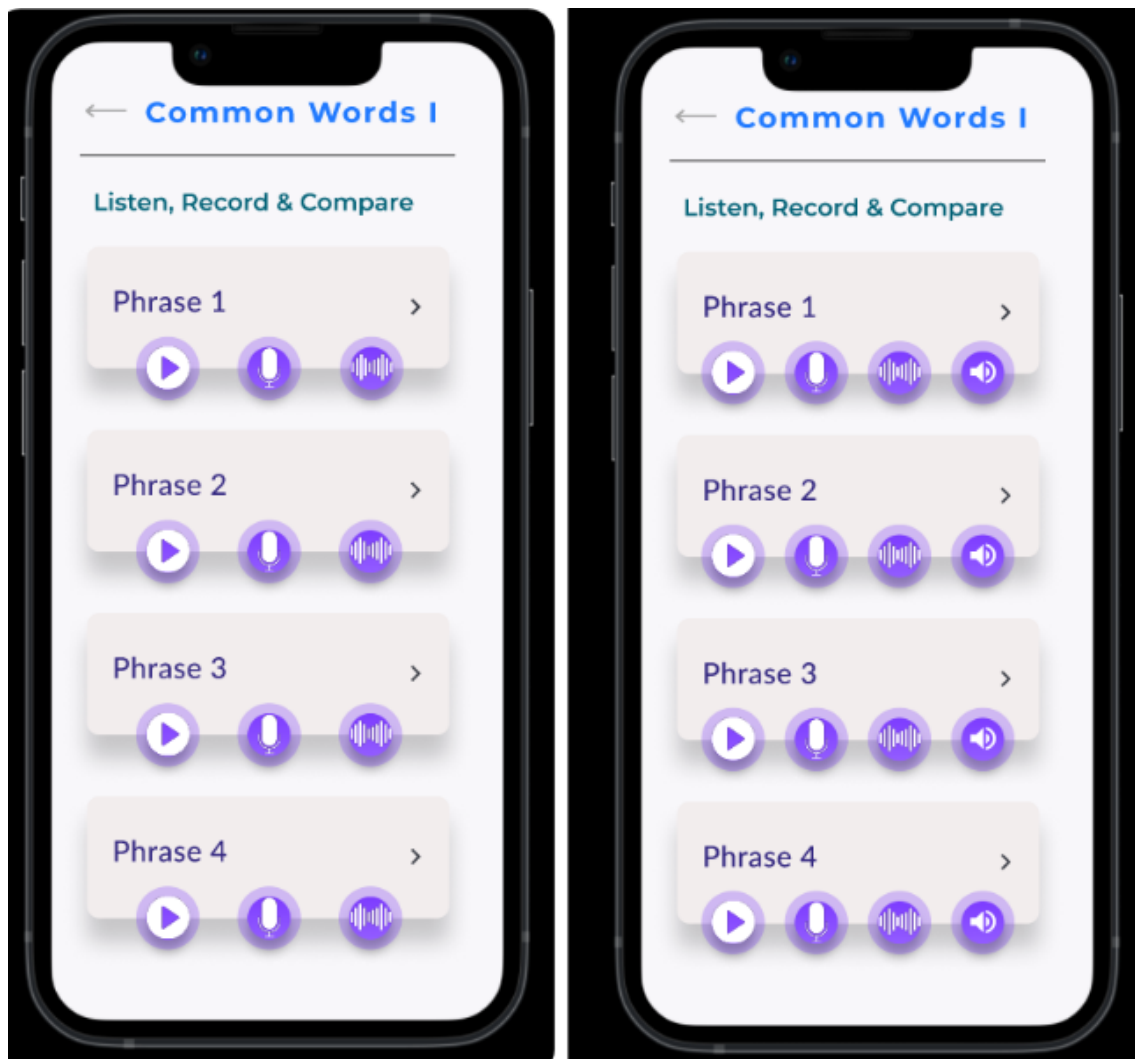 Common Words I
Listen, Record & Compare
Phrase 1
Phrase 2
Phrase 3
Phrase 4
Common Words I
Listen, Record & Compare
Phrase 1
Phrase 2
Phrase 3
Phrase 4